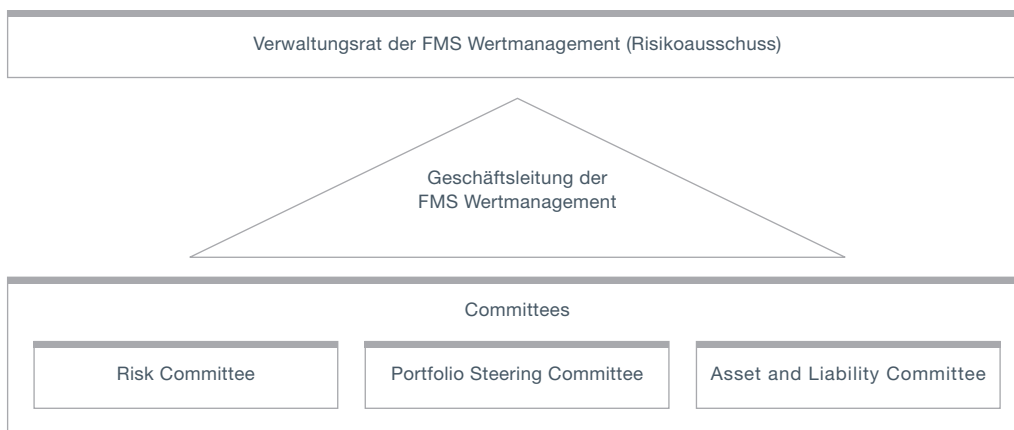 Verwaltungsrat der FMS Wertmanagement (Risikoausschuss)
Geschäftsleitung der
FMS Wertmanagement
Committees
Risk Committee
Portfolio Steering Committee
Asset and Liability Committee